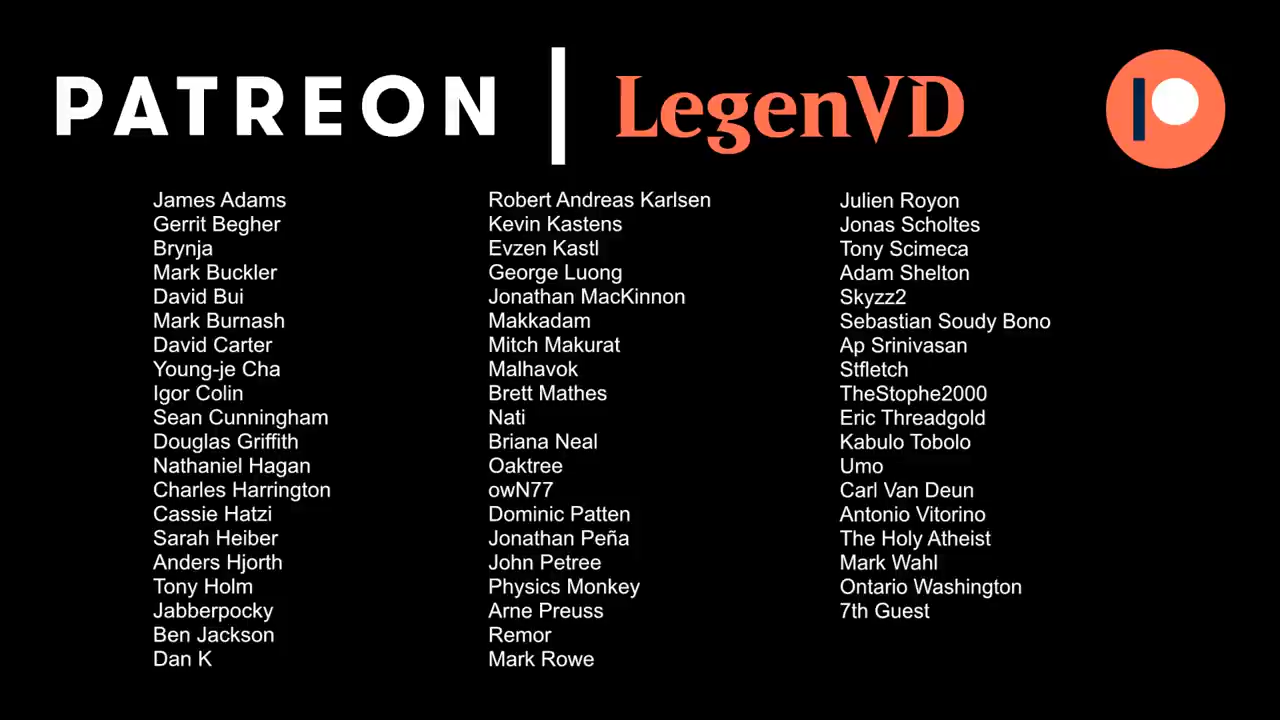 PATREON | LegenVD
James Adams
Gerrit Begher
Brynja
Mark Buckler
David Bui
Mark Burnash
David Carter
Young-je Cha
Igor Colin
Sean Cunningham
Douglas Griffith
Nathaniel Hagan
Charles Harrington
Cassie Hatzi
Sarah Heiber
Anders Hjorth
Tony Holm
Jabberpocky
Ben Jackson
Dan K
Robert Andreas Karlsen
Kevin Kastens
Evzen Kastl
George Luong
Jonathan MacKinnon
Makkadam
Mitch Makurat
Malhavok
Brett Mathes
Nati
Briana Neal
Oaktree
owN77
Dominic Patten
Jonathan Peña
John Petree
Physics Monkey
Arne Preuss
Remor
Mark Rowe
Julien Royon
Jonas Scholtes
Tony Scimeca
Adam Shelton
Skyzz2
Sebastian Soudy Bono
Ap Srinivasan
Stfletch
TheStophe2000
Eric Threadgold
Kabulo Tobolo
Umo
Carl Van Deun
Antonio Vitorino
The Holy Atheist
Mark Wahl
Ontario Washington
7th Guest